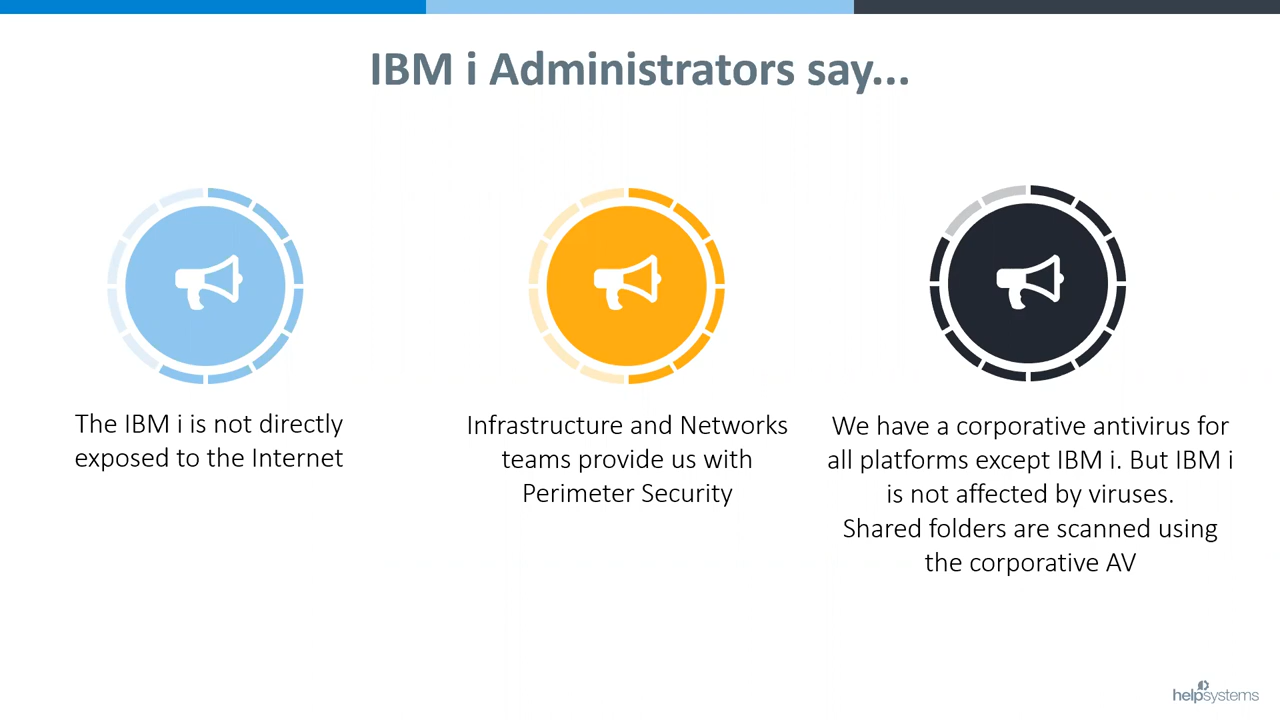 IBM i Administrators say...
The IBM i is not directly
exposed to the Internet
Infrastructure and Networks
teams provide us with
Perimeter Security
We have a corporative antivirus for
all platforms except IBM i. But IBM i
is not affected by viruses.
Shared folders are scanned using
the corporative AV
helpsystems